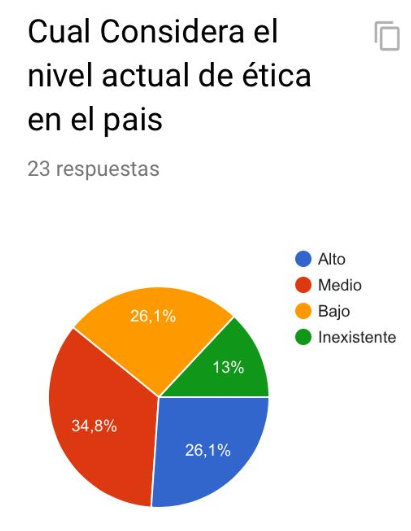 Cual Considera el
nivel actual de ética
en el pais
23 respuestas
Alto
Medio
Bajo
Inexistente
26,1%
13%
34,8%
26,1%